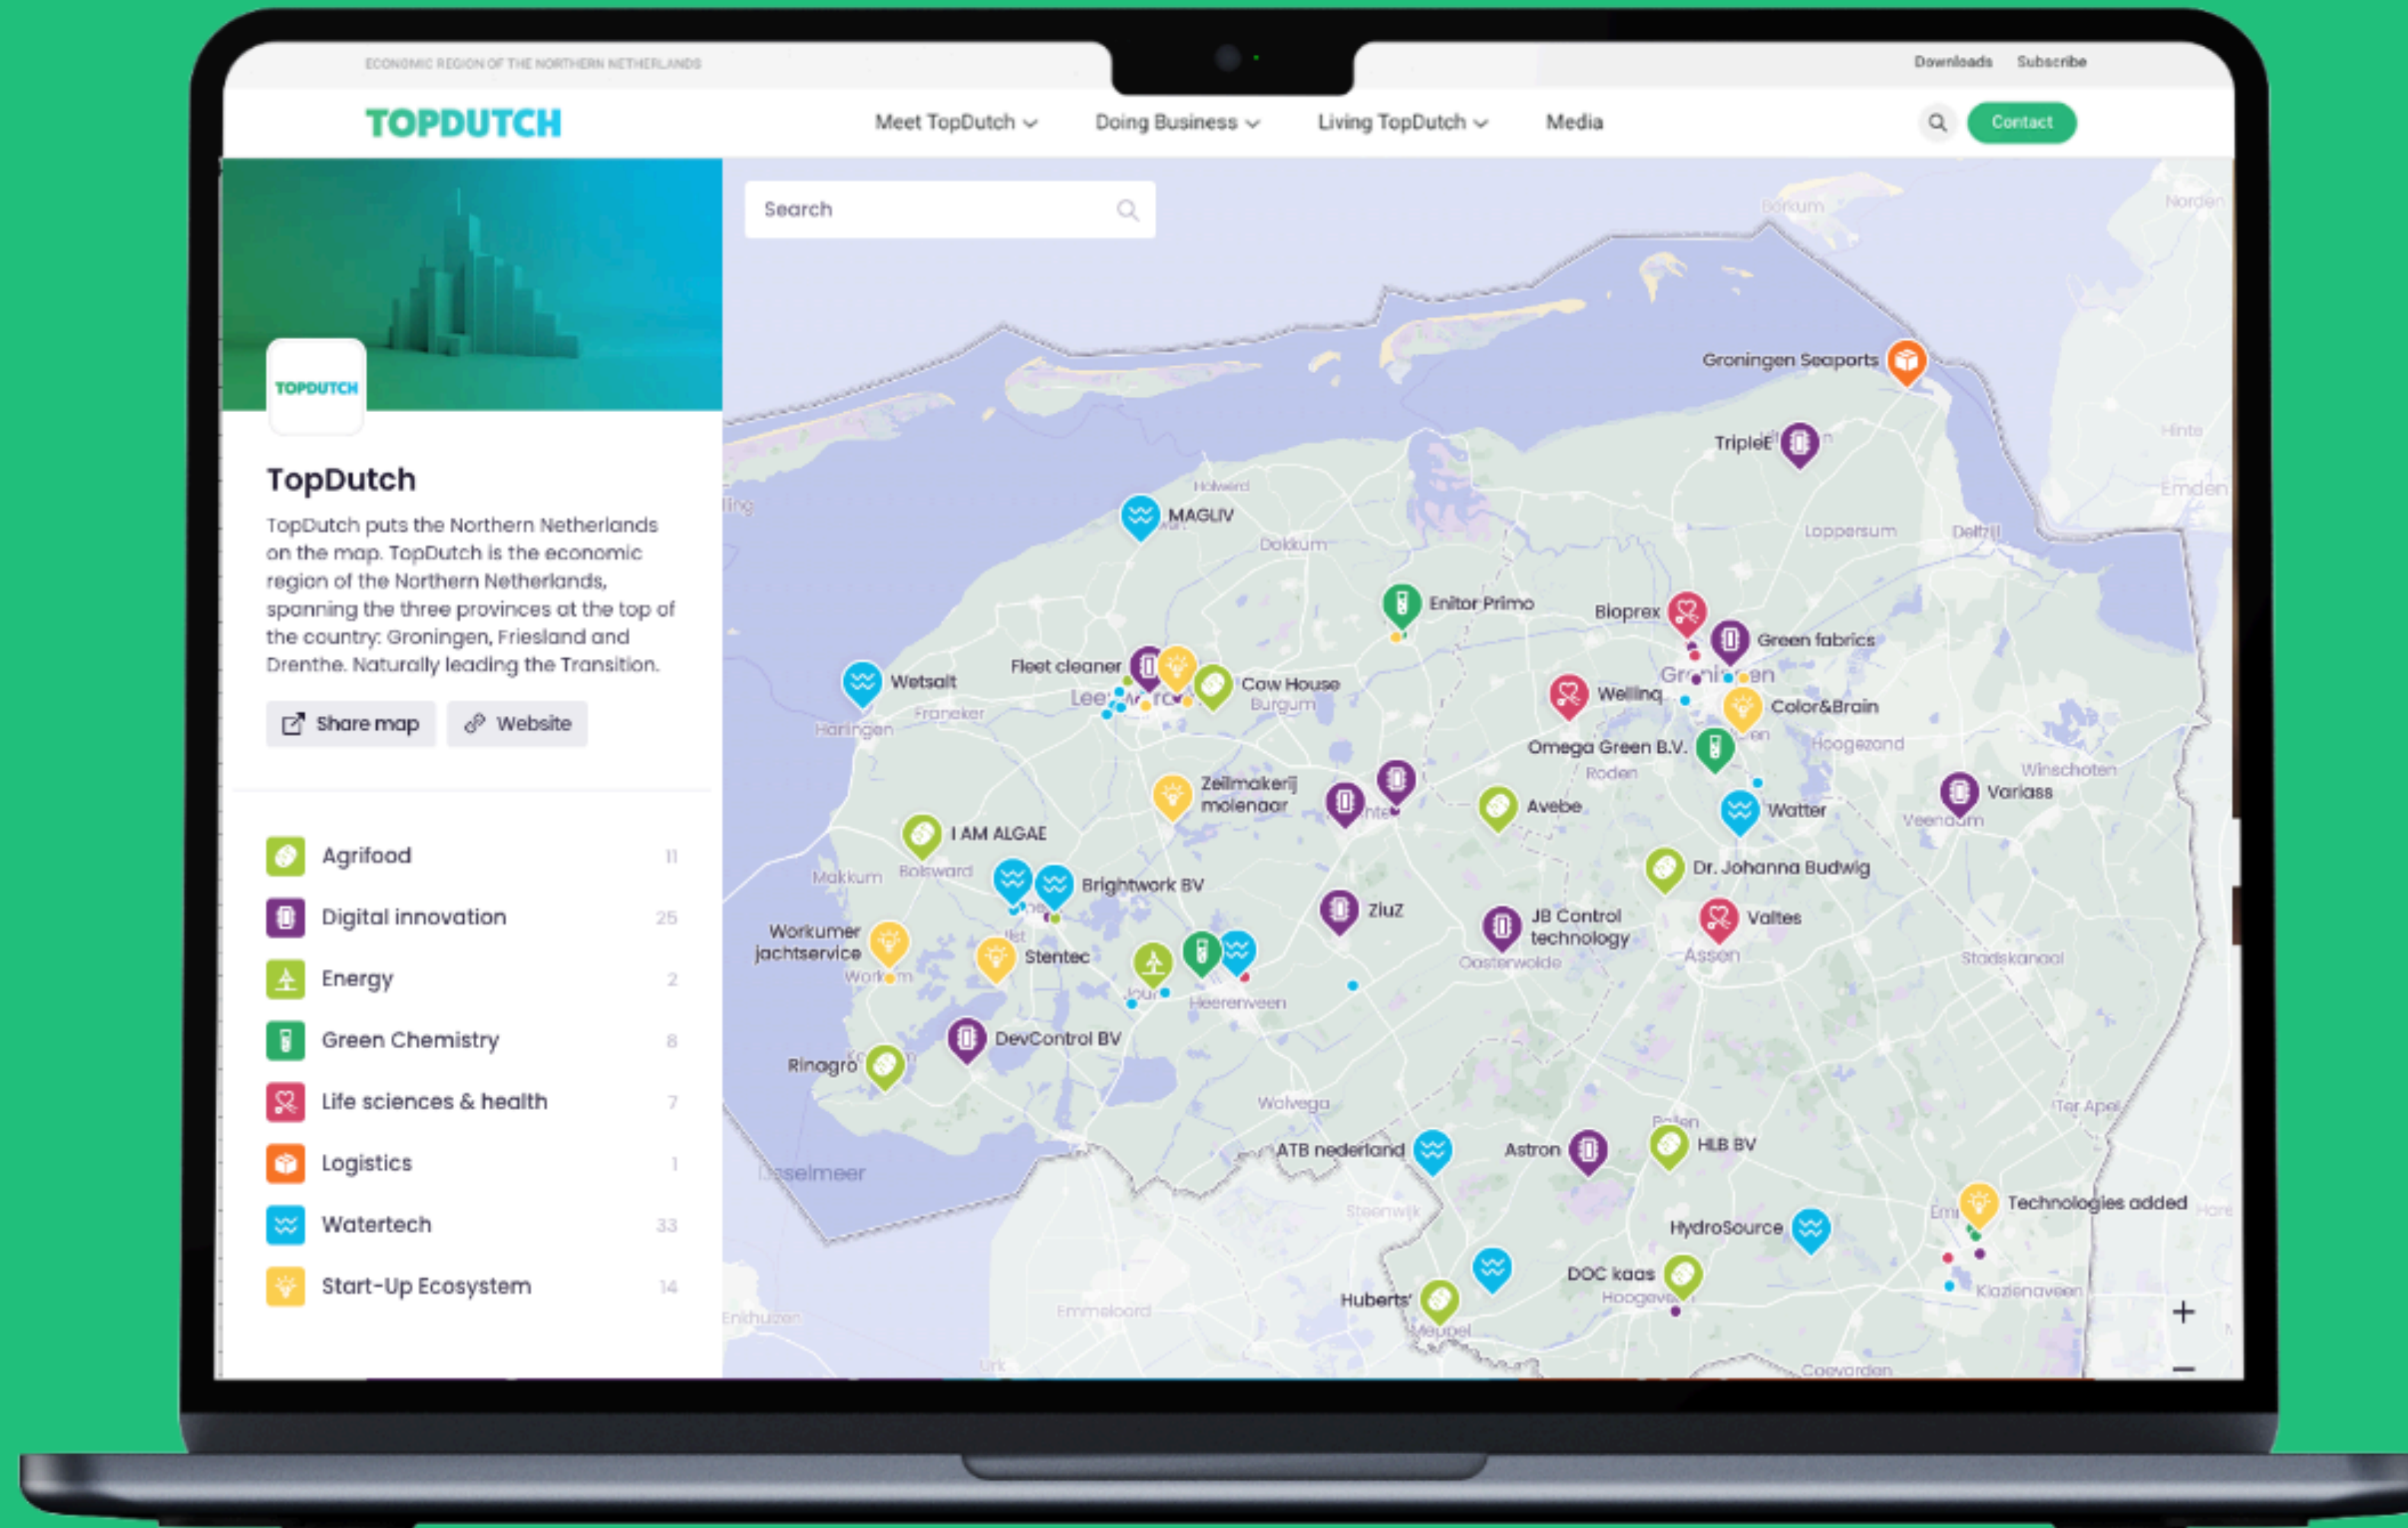 ECONOMIC REGION OF THE NORTHERN NETHERLANDS
Downloads Subscribe
TOPDUTCH
Meet TopDutch Doing Business Living TopDutch Media
Contact
Search
TOPDUTCH
TopDutch
TopDutch puts the Northern Netherlands
on the map. TopDutch is the economic
region of the Northern Netherlands,
spanning the three provinces at the top of
the country: Groningen, Friesland and
Drenthe. Naturally leading the Transition.
Share map Website
Agrifood 11
Digital innovation 25
Energy 2
Green Chemistry 8
Life sciences & health 7
Logistics 1
Watertech 33
Start-Up Ecosystem 14
Borkum
Norden
Groningen Seaports
Hinte
TripleE
Emden
Holwerd
MAGLIV
Dokkum
Loppersum
Delfzijl
Enitor Primo
Bioprex
Green fabrics
Fleet cleaner
Wetsalt
Caw House
Burgum
Wellinq
Color&Brain
Franeker
Harlingen
Omega Green B.V.
Hoogezand
Roden
Winschoten
Zeilmakerij
molenaar
Avebe
Watter
Variass
Veendam
I AM ALGAE
Makkum
Bolsward
Brightwork BV
Dr. Johanna Budwig
ZiuZ
JB Control
technology
Valtes
Workumer
jachtservice
Stentec
Oosterwolde
Assen
Stadskanaal
Heerenveen
DevControl BV
Rinagro
Wolvega
Ter Apel
ATB nederland
Astron
HLB BV
IJsselmeer
Steenwijk
Technologies added
HydroSource
DOC kaas
Huberts'
Klazienaveen
Emmeloord
Enkhuizen
Meppel
Urk
Coevorden
+
−